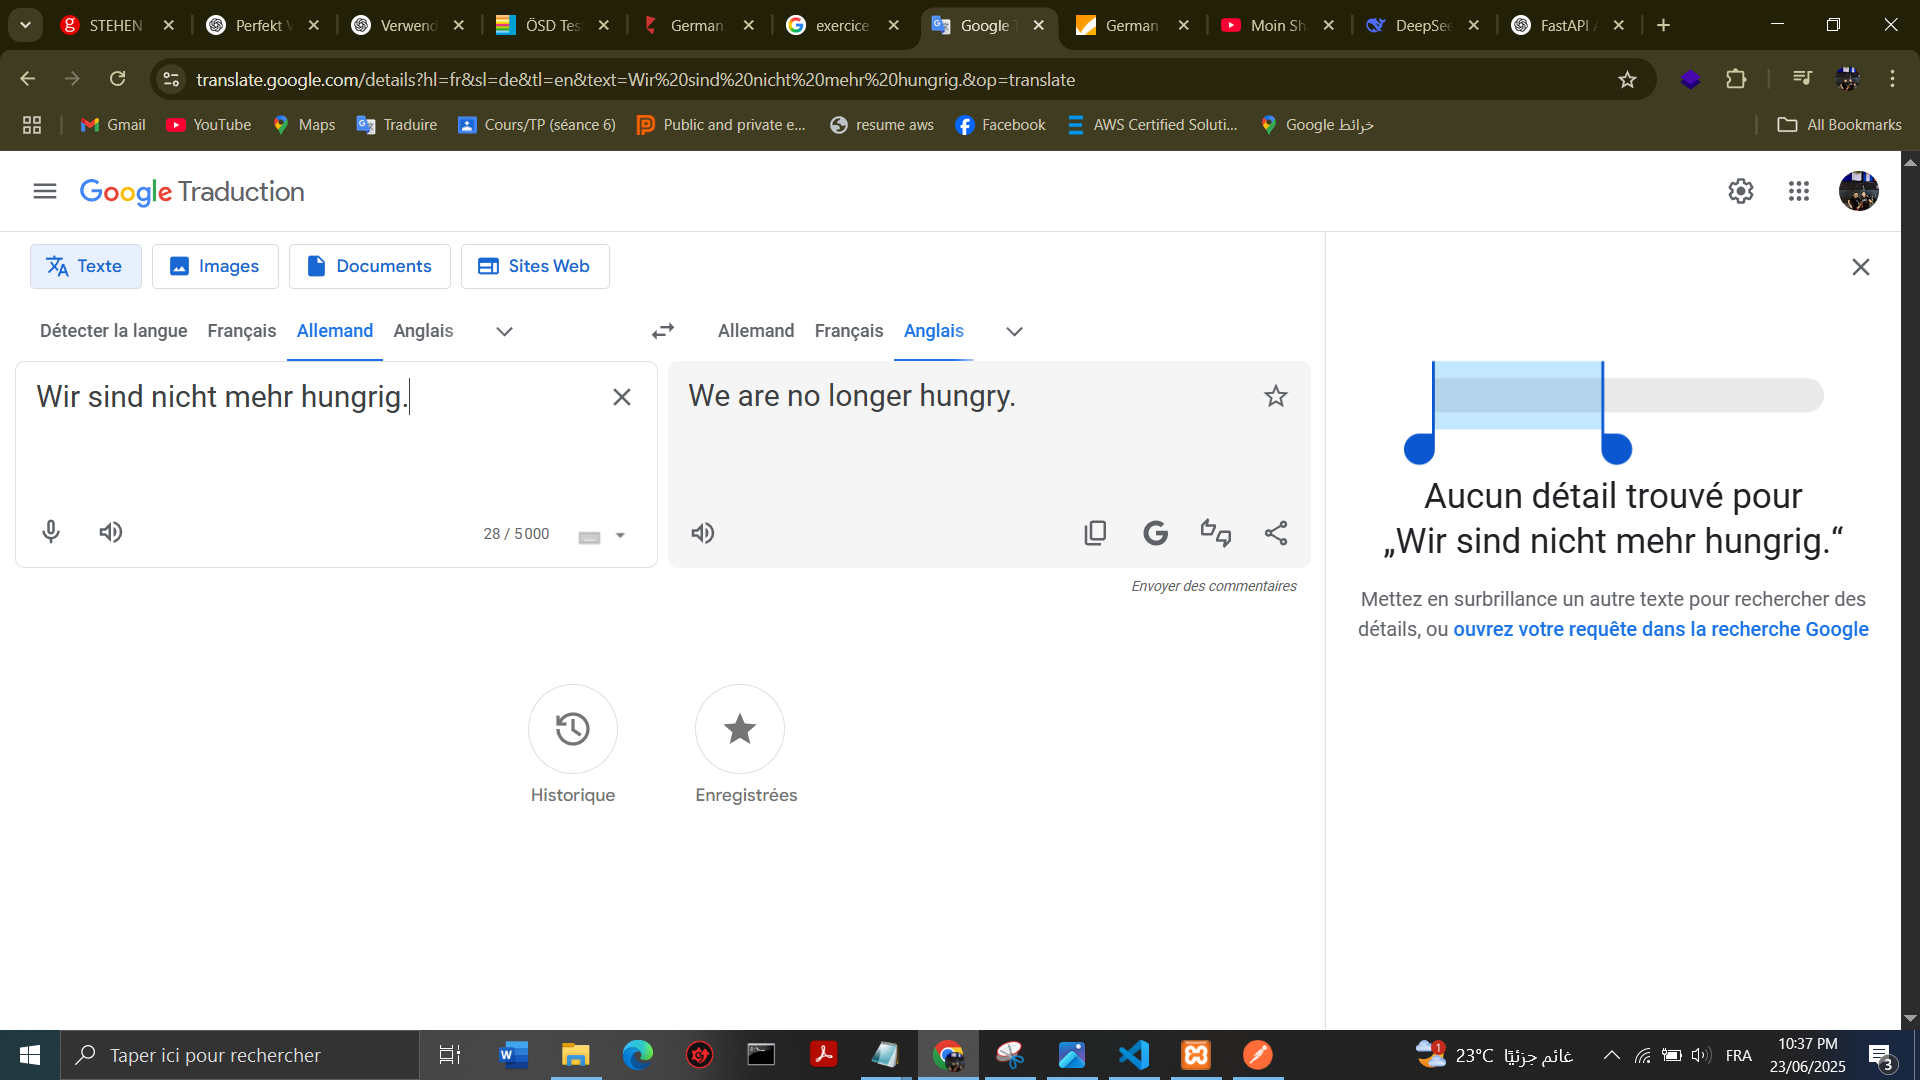 STEHEN
Perfekt V
Verwend
ÖSD Tes
German
exercice
Google T
German
Moin Sh
DeepSee
FastAPI A
translate.google.com/details?hl=fr&sl=de&tl=en&text=Wir%20sind%20nicht%20mehr%20hungrig.&op=translate
Gmail
YouTube
Maps
Traduire
Cours/TP (séance 6)
Public and private e...
resume aws
Facebook
AWS Certified Soluti...
خرائط Google
All Bookmarks
Google Traduction
Texte
Images
Documents
Sites Web
Détecter la langue
Français
Allemand
Anglais
Allemand
Français
Anglais
Wir sind nicht mehr hungrig.
We are no longer hungry.
28 / 5 000
Envoyer des commentaires
Aucun détail trouvé pour
„Wir sind nicht mehr hungrig.“
Mettez en surbrillance un autre texte pour rechercher des
détails, ou ouvrez votre requête dans la recherche Google
Historique
Enregistrées
Taper ici pour rechercher
1
23°C غائم جزئيًا
FRA
10:37 PM
23/06/2025
3